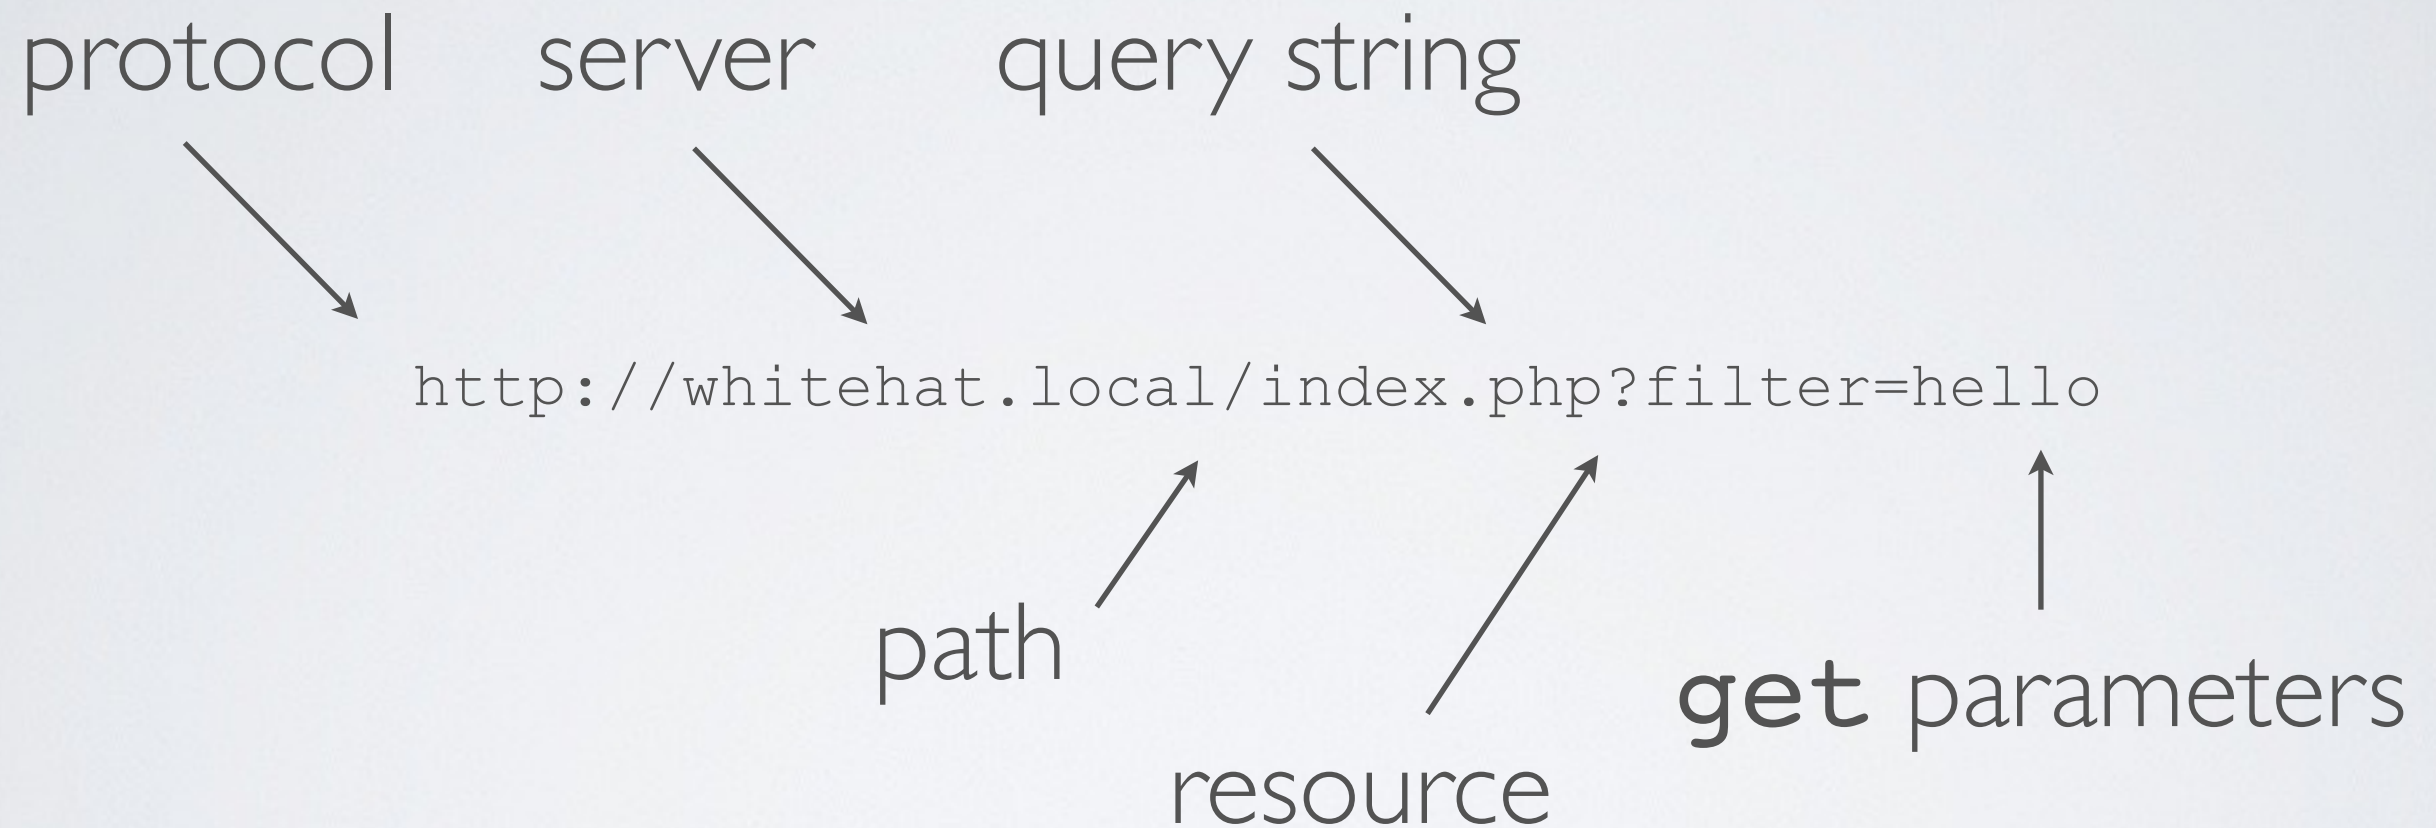 protocol server query string
http://whitehat.local/index.php?filter=hello
path
get parameters
resource